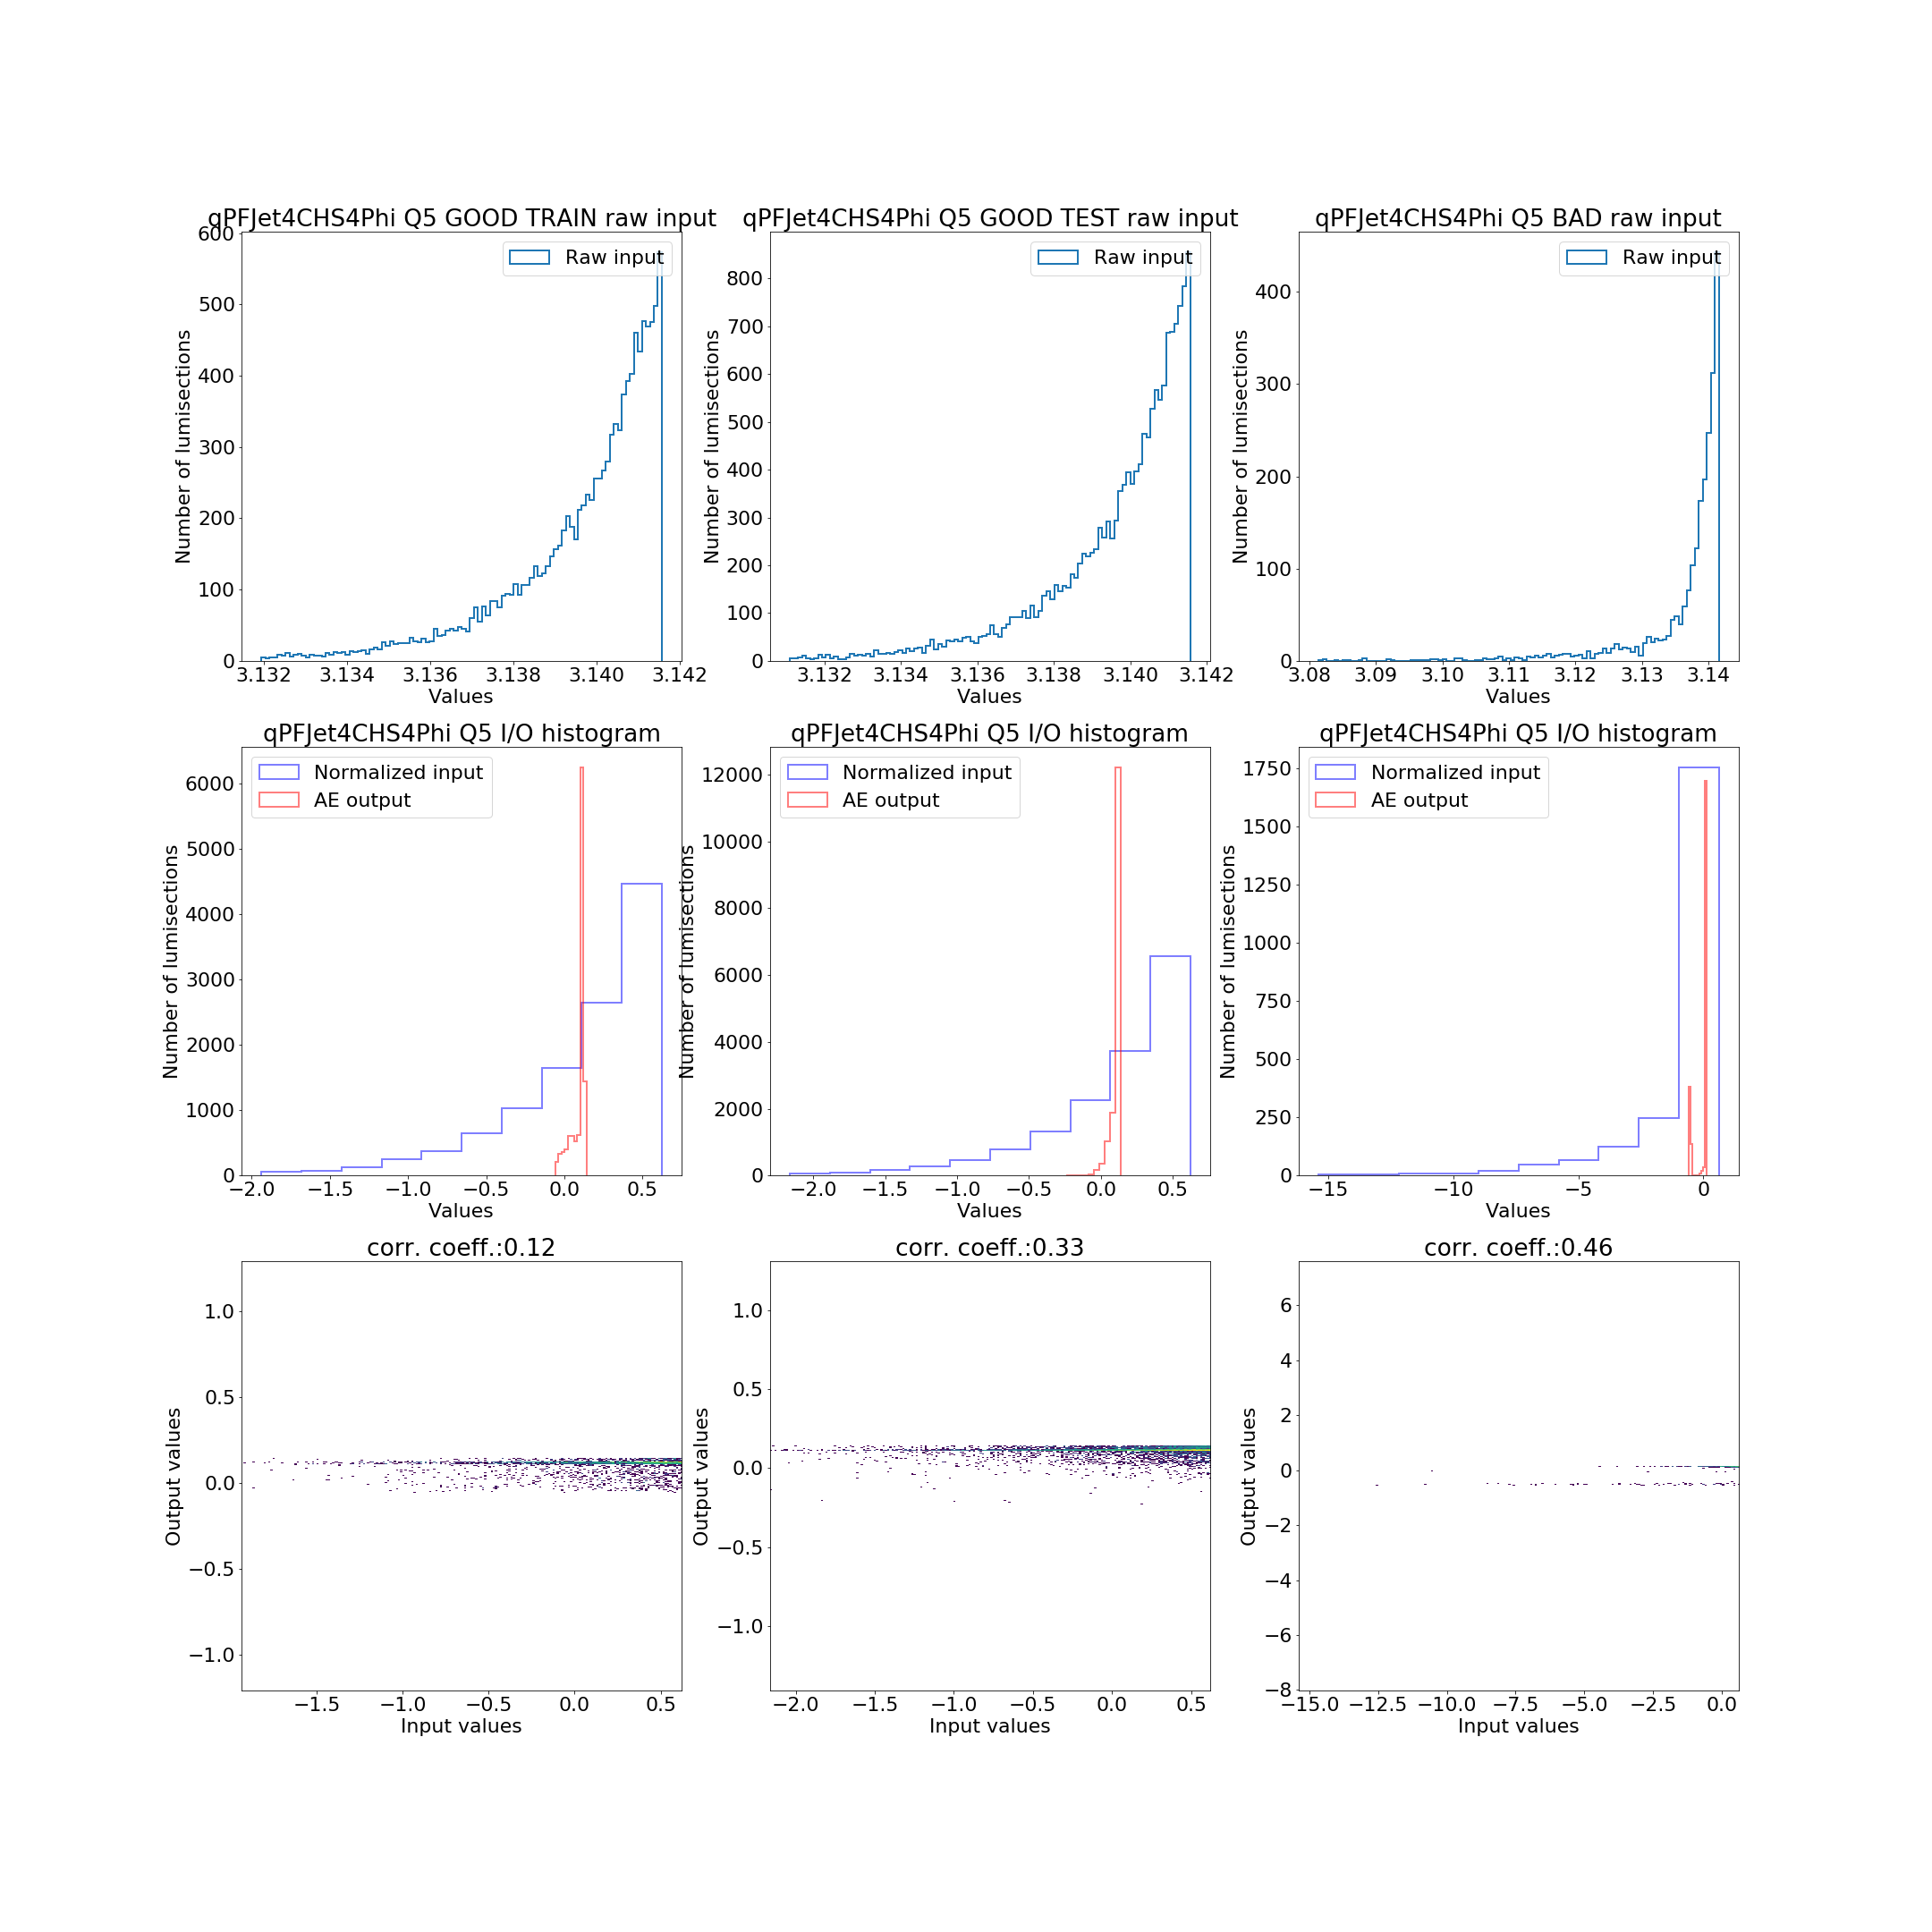 qPFJet4CHS4Phi Q5 GOOD TRAIN raw input
Raw input
600
500
400
300
200
100
0
Number of lumisections
3.132 3.134 3.136 3.138 3.140 3.142
Values
qPFJet4CHS4Phi Q5 GOOD TEST raw input
Raw input
800
700
600
500
400
300
200
100
0
Number of lumisections
3.132 3.134 3.136 3.138 3.140 3.142
Values
qPFJet4CHS4Phi Q5 BAD raw input
Raw input
400
300
200
100
0
Number of lumisections
3.08 3.09 3.10 3.11 3.12 3.13 3.14
Values
qPFJet4CHS4Phi Q5 I/O histogram
Normalized input
AE output
6000
5000
4000
3000
2000
1000
0
Number of lumisections
−2.0 −1.5 −1.0 −0.5 0.0 0.5
Values
qPFJet4CHS4Phi Q5 I/O histogram
Normalized input
AE output
12000
10000
8000
6000
4000
2000
0
Number of lumisections
−2.0 −1.5 −1.0 −0.5 0.0 0.5
Values
qPFJet4CHS4Phi Q5 I/O histogram
Normalized input
AE output
1750
1500
1250
1000
750
500
250
0
Number of lumisections
−15 −10 −5 0
Values
corr. coeff.:0.12
1.0
0.5
0.0
−0.5
−1.0
Output values
−1.5 −1.0 −0.5 0.0 0.5
Input values
corr. coeff.:0.33
1.0
0.5
0.0
−0.5
−1.0
Output values
−2.0 −1.5 −1.0 −0.5 0.0 0.5
Input values
corr. coeff.:0.46
6
4
2
0
−2
−4
−6
−8
Output values
−15.0 −12.5 −10.0 −7.5 −5.0 −2.5 0.0
Input values